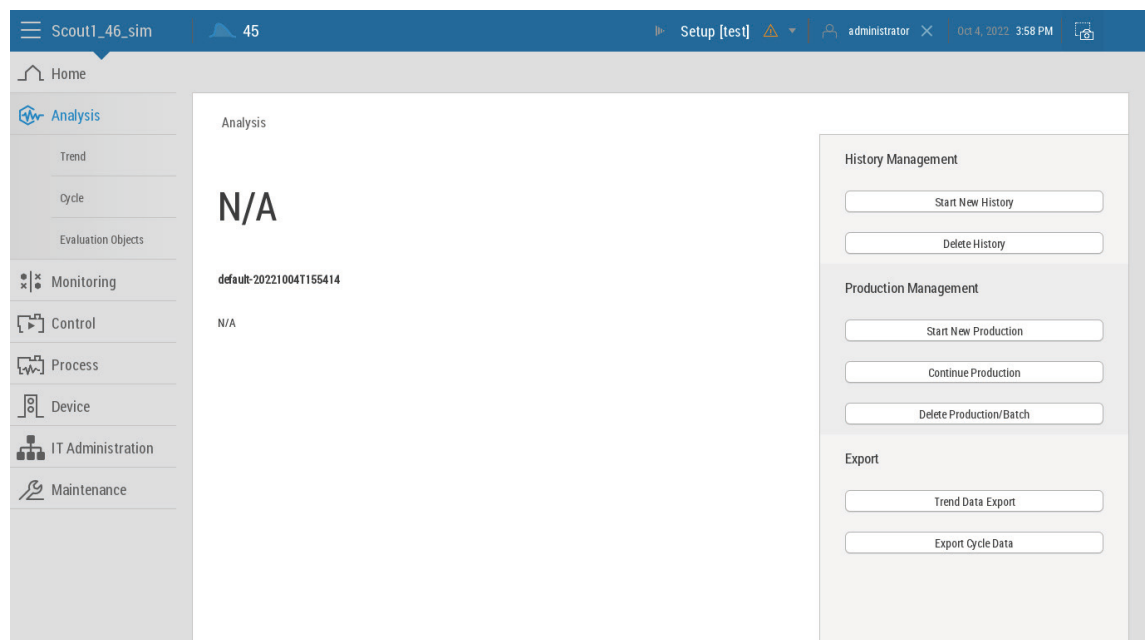 Scout1_46_sim
45
Setup [test]
administrator
Oct 4, 2022 3:58 PM
Home
Analysis
Trend
Cycle
Evaluation Objects
Monitoring
Control
Process
Device
IT Administration
Maintenance
Analysis
N/A
default-20221004T155414
N/A
History Management
Start New History
Delete History
Production Management
Start New Production
Continue Production
Delete Production/Batch
Export
Trend Data Export
Export Cycle Data